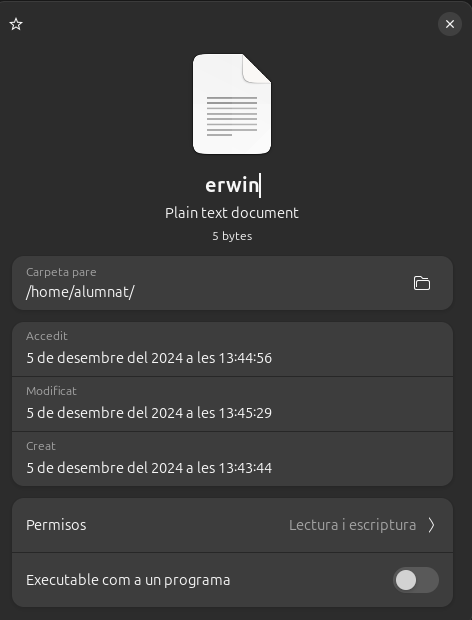 erwin
Plain text document
5 bytes
Carpeta pare
/home/alumnat/
Accedit
5 de desembre del 2024 a les 13:44:56
Modificat
5 de desembre del 2024 a les 13:45:29
Creat
5 de desembre del 2024 a les 13:43:44
Permisos Lectura i escriptura
Executable com a un programa